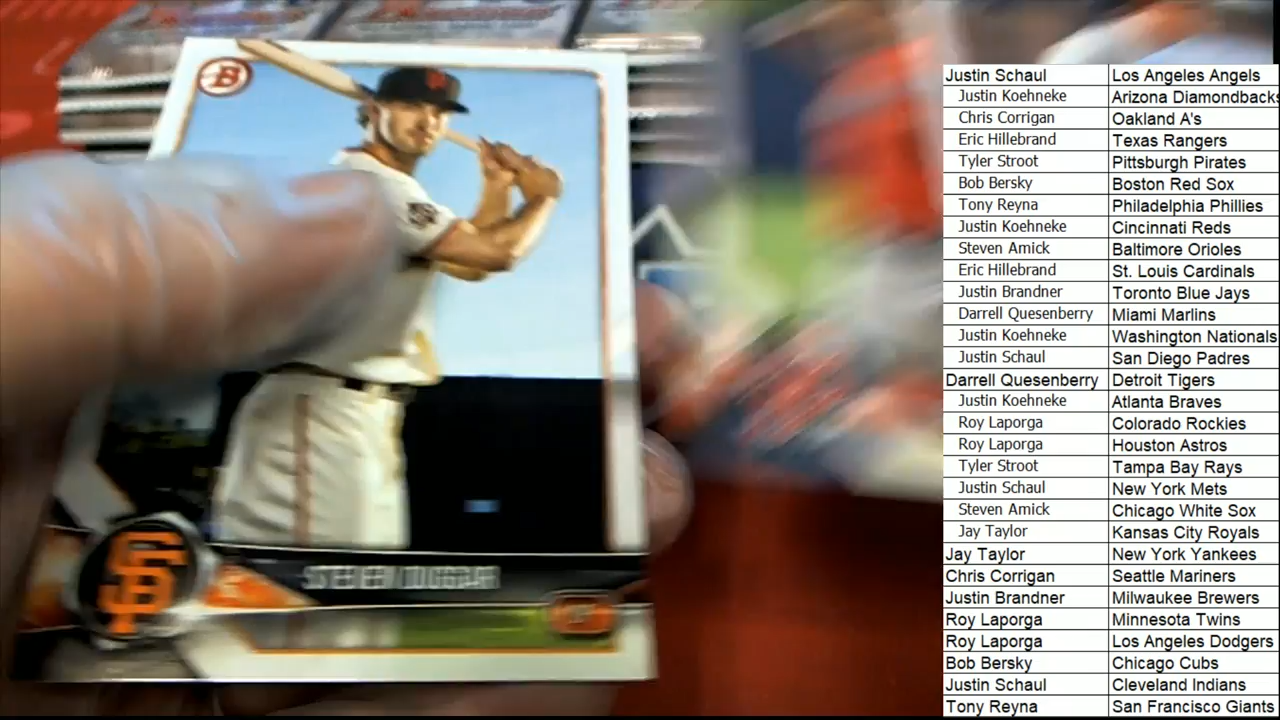 B
SF
STEVEN DUGGAR
Justin Schaul Los Angeles Angels
Justin Koehneke Arizona Diamondbacks
Chris Corrigan Oakland A's
Eric Hillebrand Texas Rangers
Tyler Stroot Pittsburgh Pirates
Bob Bersky Boston Red Sox
Tony Reyna Philadelphia Phillies
Justin Koehneke Cincinnati Reds
Steven Amick Baltimore Orioles
Eric Hillebrand St. Louis Cardinals
Justin Brandner Toronto Blue Jays
Darrell Quesenberry Miami Marlins
Justin Koehneke Washington Nationals
Justin Schaul San Diego Padres
Darrell Quesenberry Detroit Tigers
Justin Koehneke Atlanta Braves
Roy Laporga Colorado Rockies
Roy Laporga Houston Astros
Tyler Stroot Tampa Bay Rays
Justin Schaul New York Mets
Steven Amick Chicago White Sox
Jay Taylor Kansas City Royals
Jay Taylor New York Yankees
Chris Corrigan Seattle Mariners
Justin Brandner Milwaukee Brewers
Roy Laporga Minnesota Twins
Roy Laporga Los Angeles Dodgers
Bob Bersky Chicago Cubs
Justin Schaul Cleveland Indians
Tony Reyna San Francisco Giants